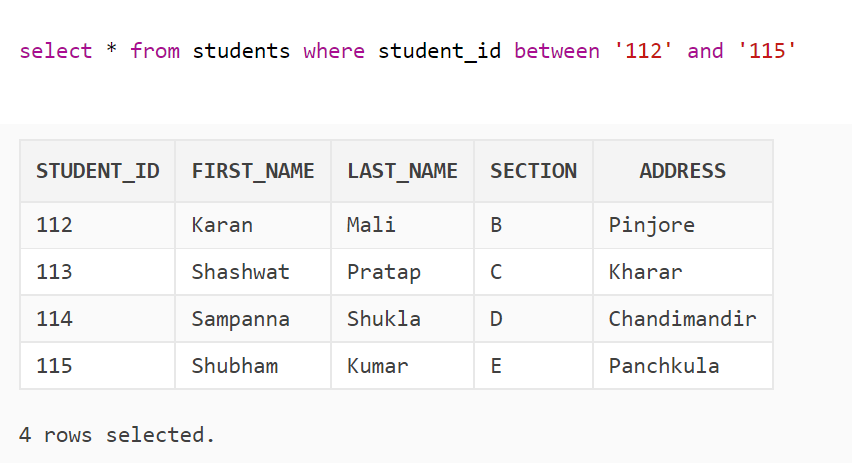 select * from students where student_id between '112' and '115'
STUDENT_ID FIRST_NAME LAST_NAME SECTION ADDRESS
112 Karan Mali B Pinjore
113 Shashwat Pratap C Kharar
114 Sampanna Shukla D Chandimandir
115 Shubham Kumar E Panchkula
4 rows selected.